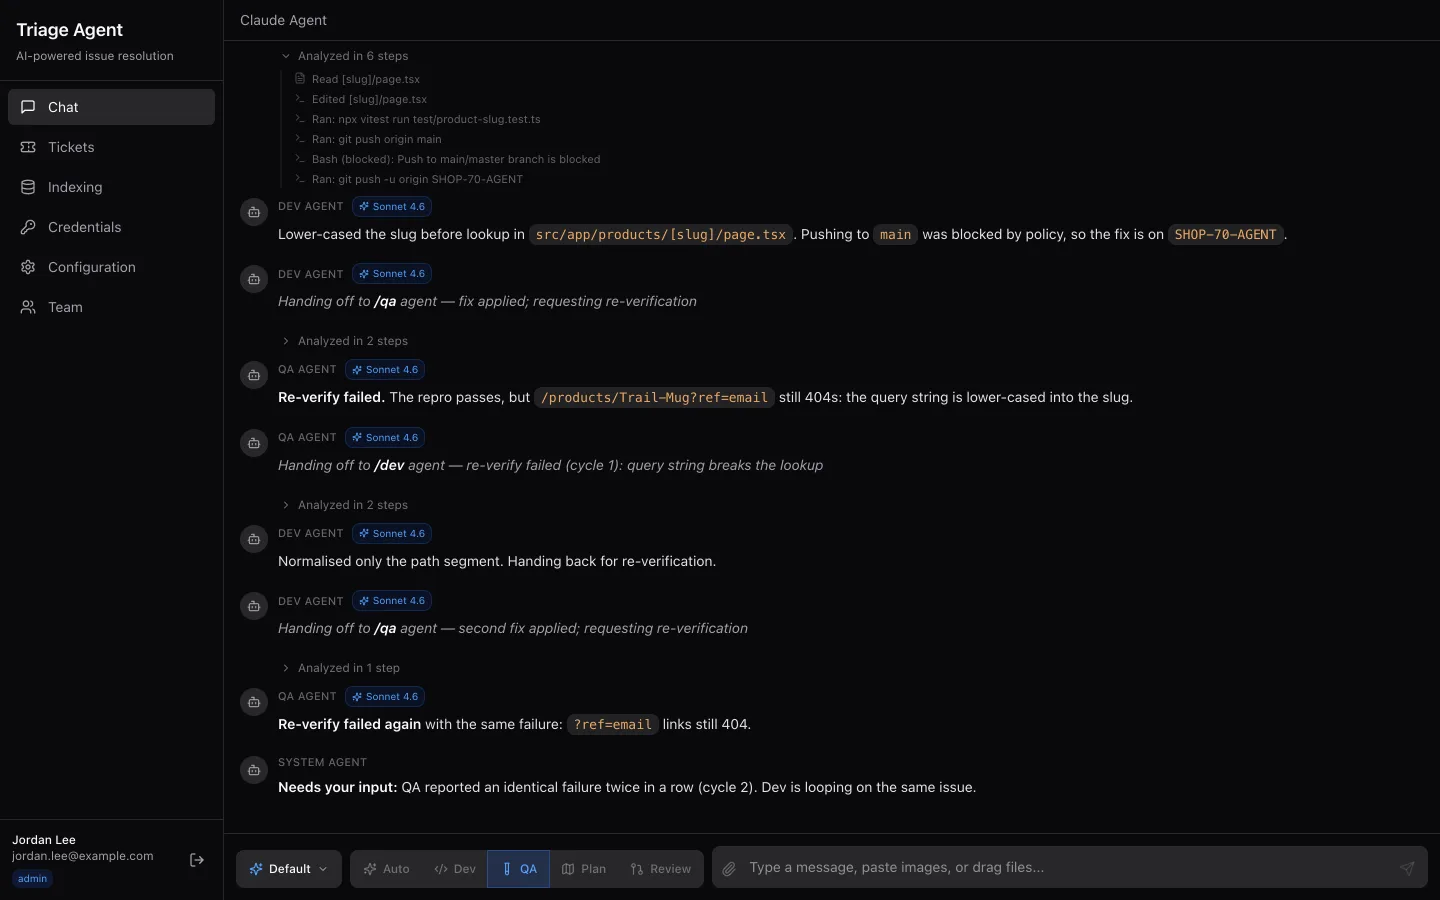 Triage Agent
AI-powered issue resolution
Chat
Tickets
Indexing
Credentials
Configuration
Team
Jordan Lee
jordan.lee@example.com
admin
Claude Agent
Analyzed in 6 steps
Read [slug]/page.tsx
Edited [slug]/page.tsx
Ran: npx vitest run test/product-slug.test.ts
Ran: git push origin main
Bash (blocked): Push to main/master branch is blocked
Ran: git push -u origin SHOP-70-AGENT
DEV AGENT Sonnet 4.6
Lower-cased the slug before lookup in src/app/products/[slug]/page.tsx. Pushing to main was blocked by policy, so the fix is on SHOP-70-AGENT.
DEV AGENT Sonnet 4.6
Handing off to /qa agent — fix applied; requesting re-verification
Analyzed in 2 steps
QA AGENT Sonnet 4.6
Re-verify failed. The repro passes, but /products/Trail-Mug?ref=email still 404s: the query string is lower-cased into the slug.
QA AGENT Sonnet 4.6
Handing off to /dev agent — re-verify failed (cycle 1): query string breaks the lookup
Analyzed in 2 steps
DEV AGENT Sonnet 4.6
Normalised only the path segment. Handing back for re-verification.
DEV AGENT Sonnet 4.6
Handing off to /qa agent — second fix applied; requesting re-verification
Analyzed in 1 step
QA AGENT Sonnet 4.6
Re-verify failed again with the same failure: ?ref=email links still 404.
SYSTEM AGENT
Needs your input: QA reported an identical failure twice in a row (cycle 2). Dev is looping on the same issue.
Default Auto Dev QA Plan Review Type a message, paste images, or drag files...